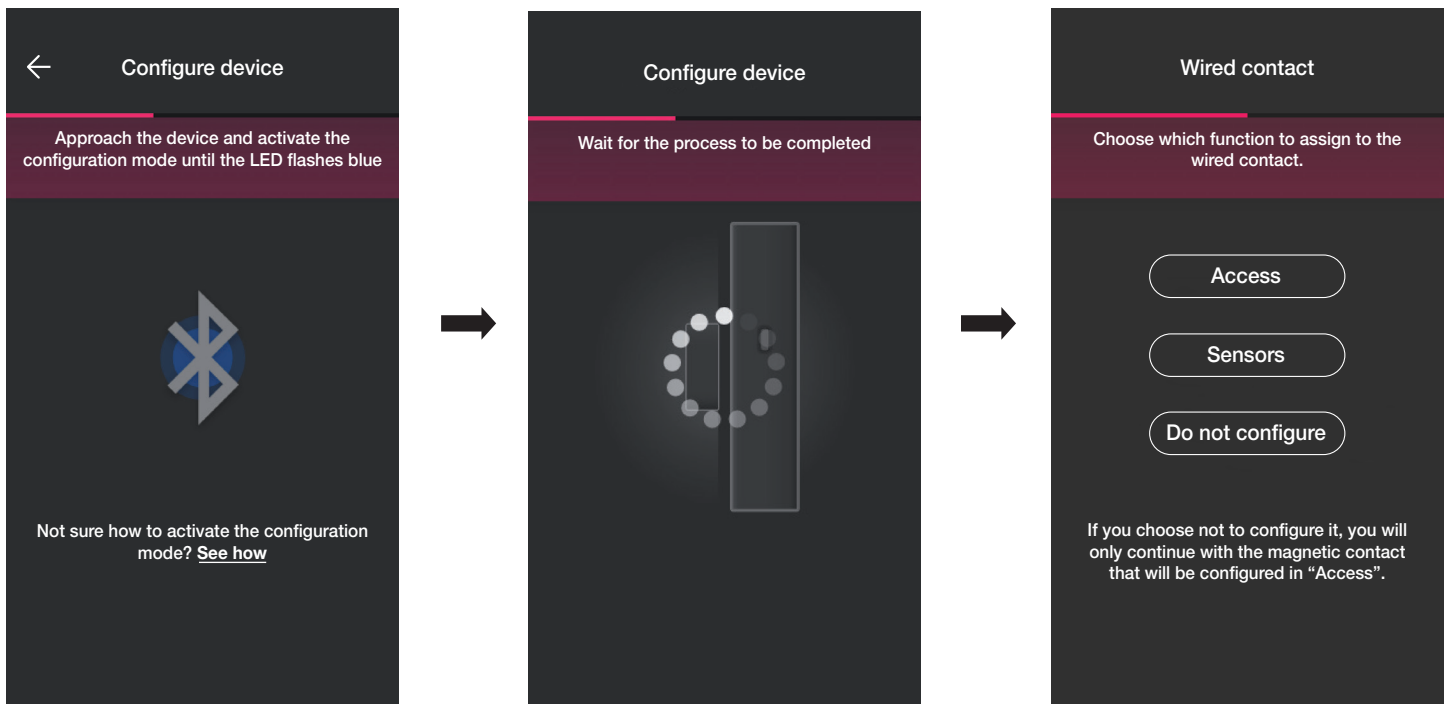 Configure device
Approach the device and activate the
configuration mode until the LED flashes blue
Not sure how to activate the configuration
mode? See how
Configure device
Wait for the process to be completed
Wired contact
Choose which function to assign to the
wired contact.
Access
Sensors
Do not configure
If you choose not to configure it, you will
only continue with the magnetic contact
that will be configured in “Access”.